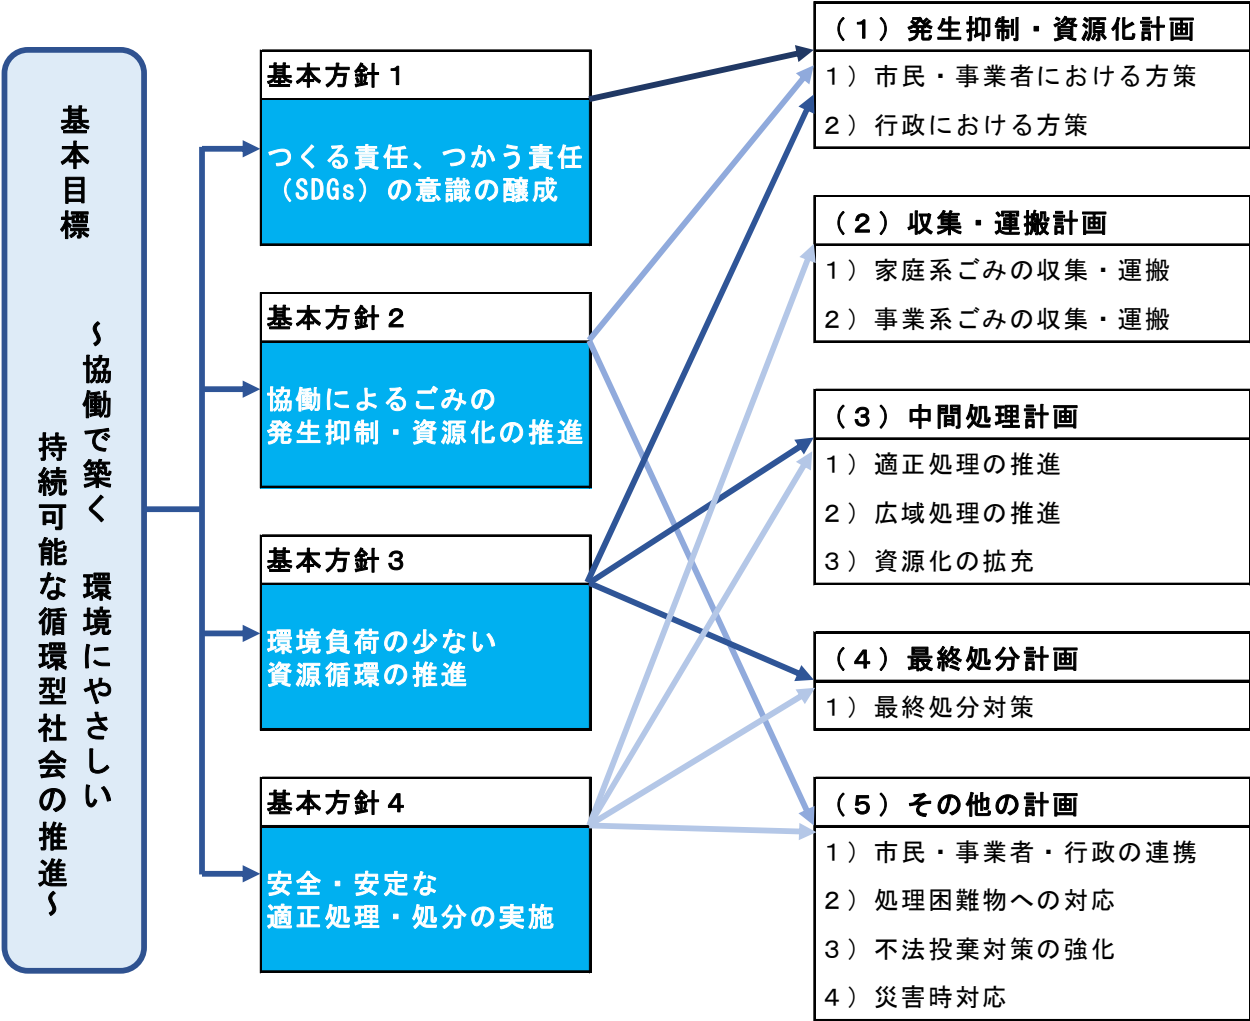 基本目標
～協働で築く 環境にやさしい
持続可能な循環型社会の推進～
基本方針１
つくる責任、つかう責任
（SDGs）の意識の醸成
基本方針２
協働によるごみの
発生抑制・資源化の推進
基本方針３
環境負荷の少ない
資源循環の推進
基本方針４
安全・安定な
適正処理・処分の実施
（１）発生抑制・資源化計画
１）市民・事業者における方策
２）行政における方策
（２）収集・運搬計画
１）家庭系ごみの収集・運搬
２）事業系ごみの収集・運搬
（３）中間処理計画
１）適正処理の推進
２）広域処理の推進
３）資源化の拡充
（４）最終処分計画
１）最終処分対策
（５）その他の計画
１）市民・事業者・行政の連携
２）処理困難物への対応
３）不法投棄対策の強化
４）災害時対応